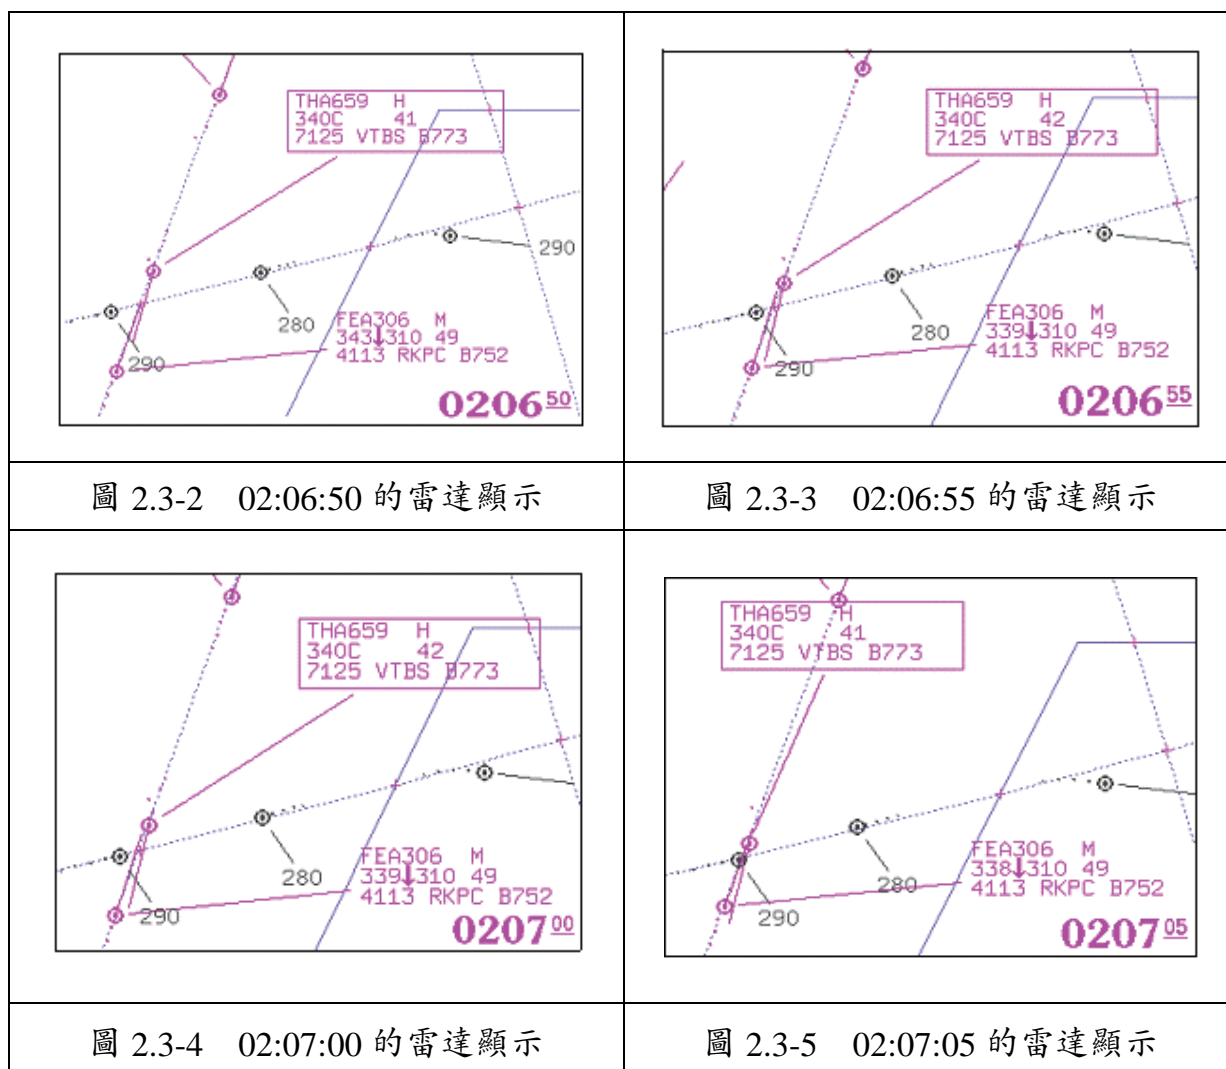 THA659 H
340C 41
7125 VTBS B773
290
280
290
FEA306 M
343↓310 49
4113 RKPC B752
0206 50
圖 2.3-2 02:06:50 的雷達顯示
THA659 H
340C 42
7125 VTBS B773
280
290
FEA306 M
339↓310 49
4113 RKPC B752
0206 55
圖 2.3-3 02:06:55 的雷達顯示
THA659 H
340C 42
7125 VTBS B773
280
290
FEA306 M
339↓310 49
4113 RKPC B752
0207 00
圖 2.3-4 02:07:00 的雷達顯示
THA659 H
340C 41
7125 VTBS B773
280
290
FEA306 M
338↓310 49
4113 RKPC B752
0207 05
圖 2.3-5 02:07:05 的雷達顯示